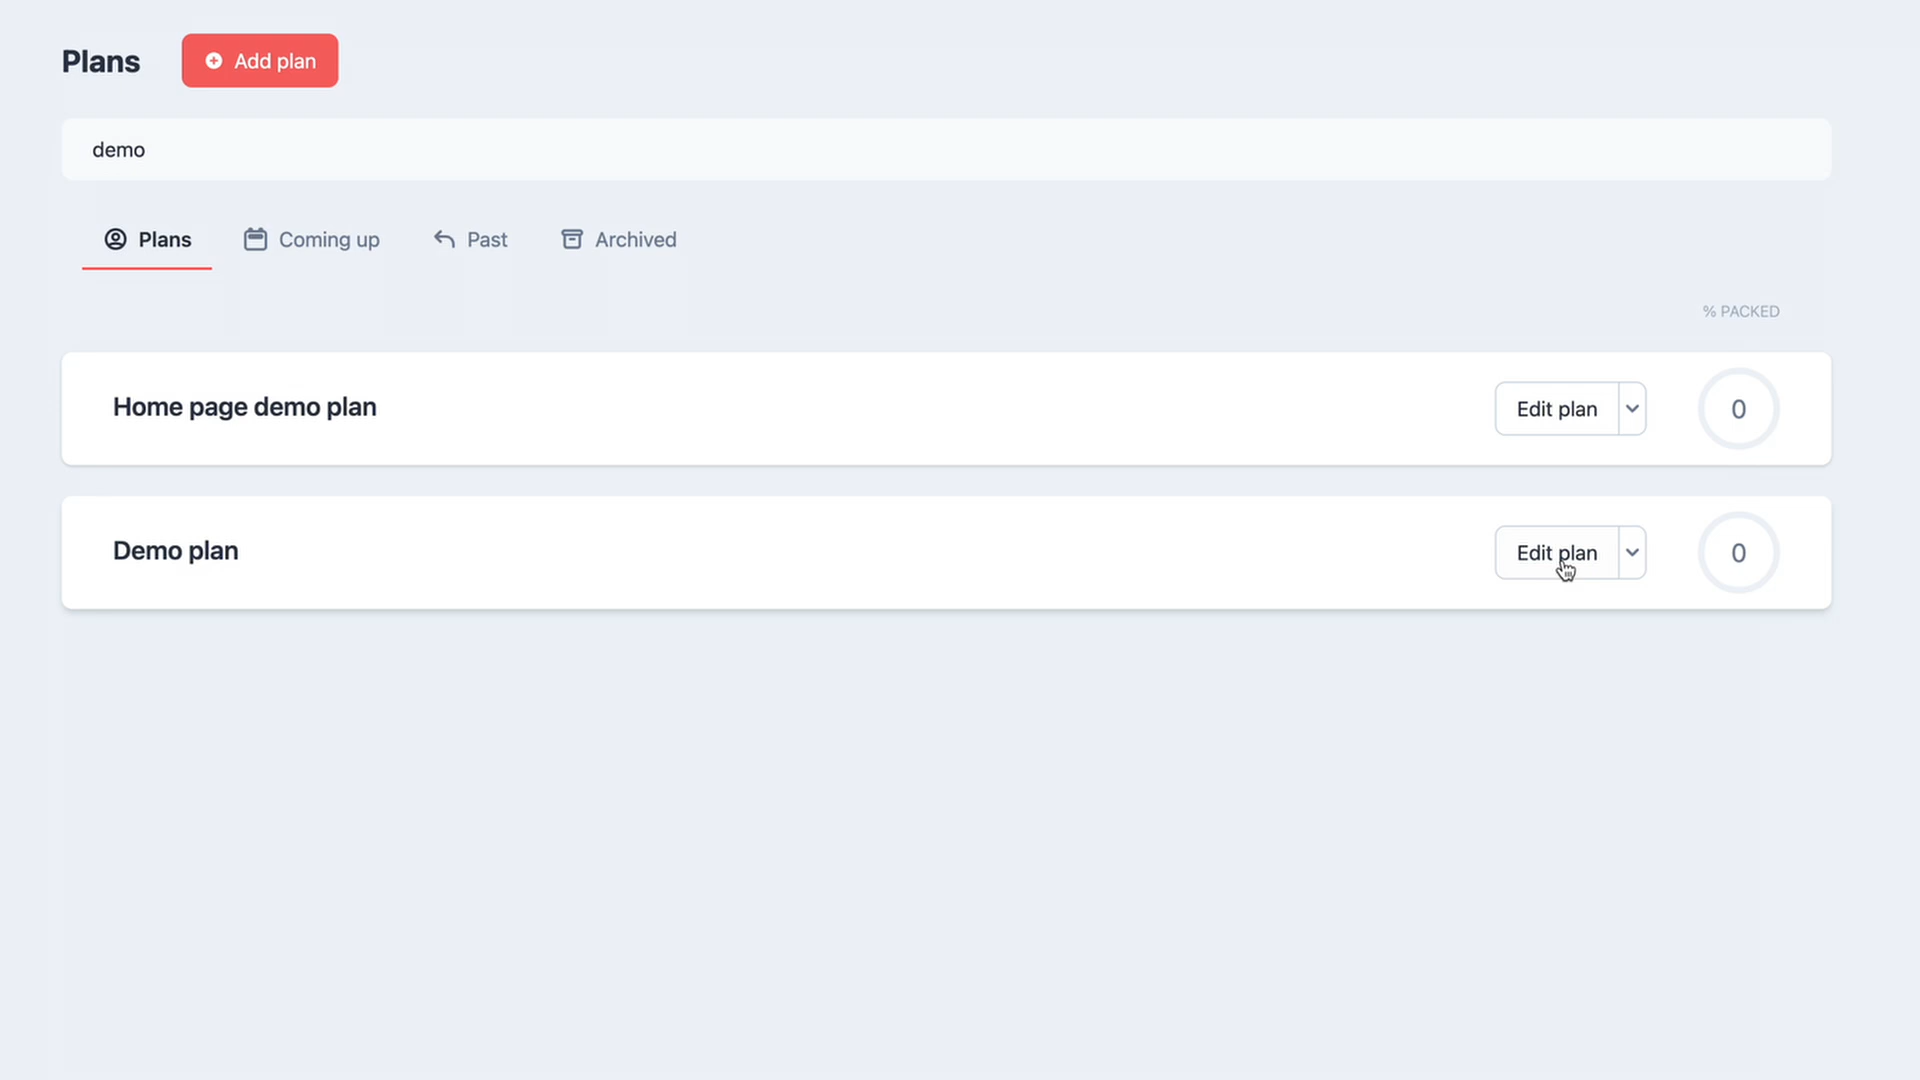 Plans
Add plan
demo
Plans
Coming up
Past
Archived
% PACKED
Home page demo plan
Edit plan
0
Demo plan
Edit plan
0